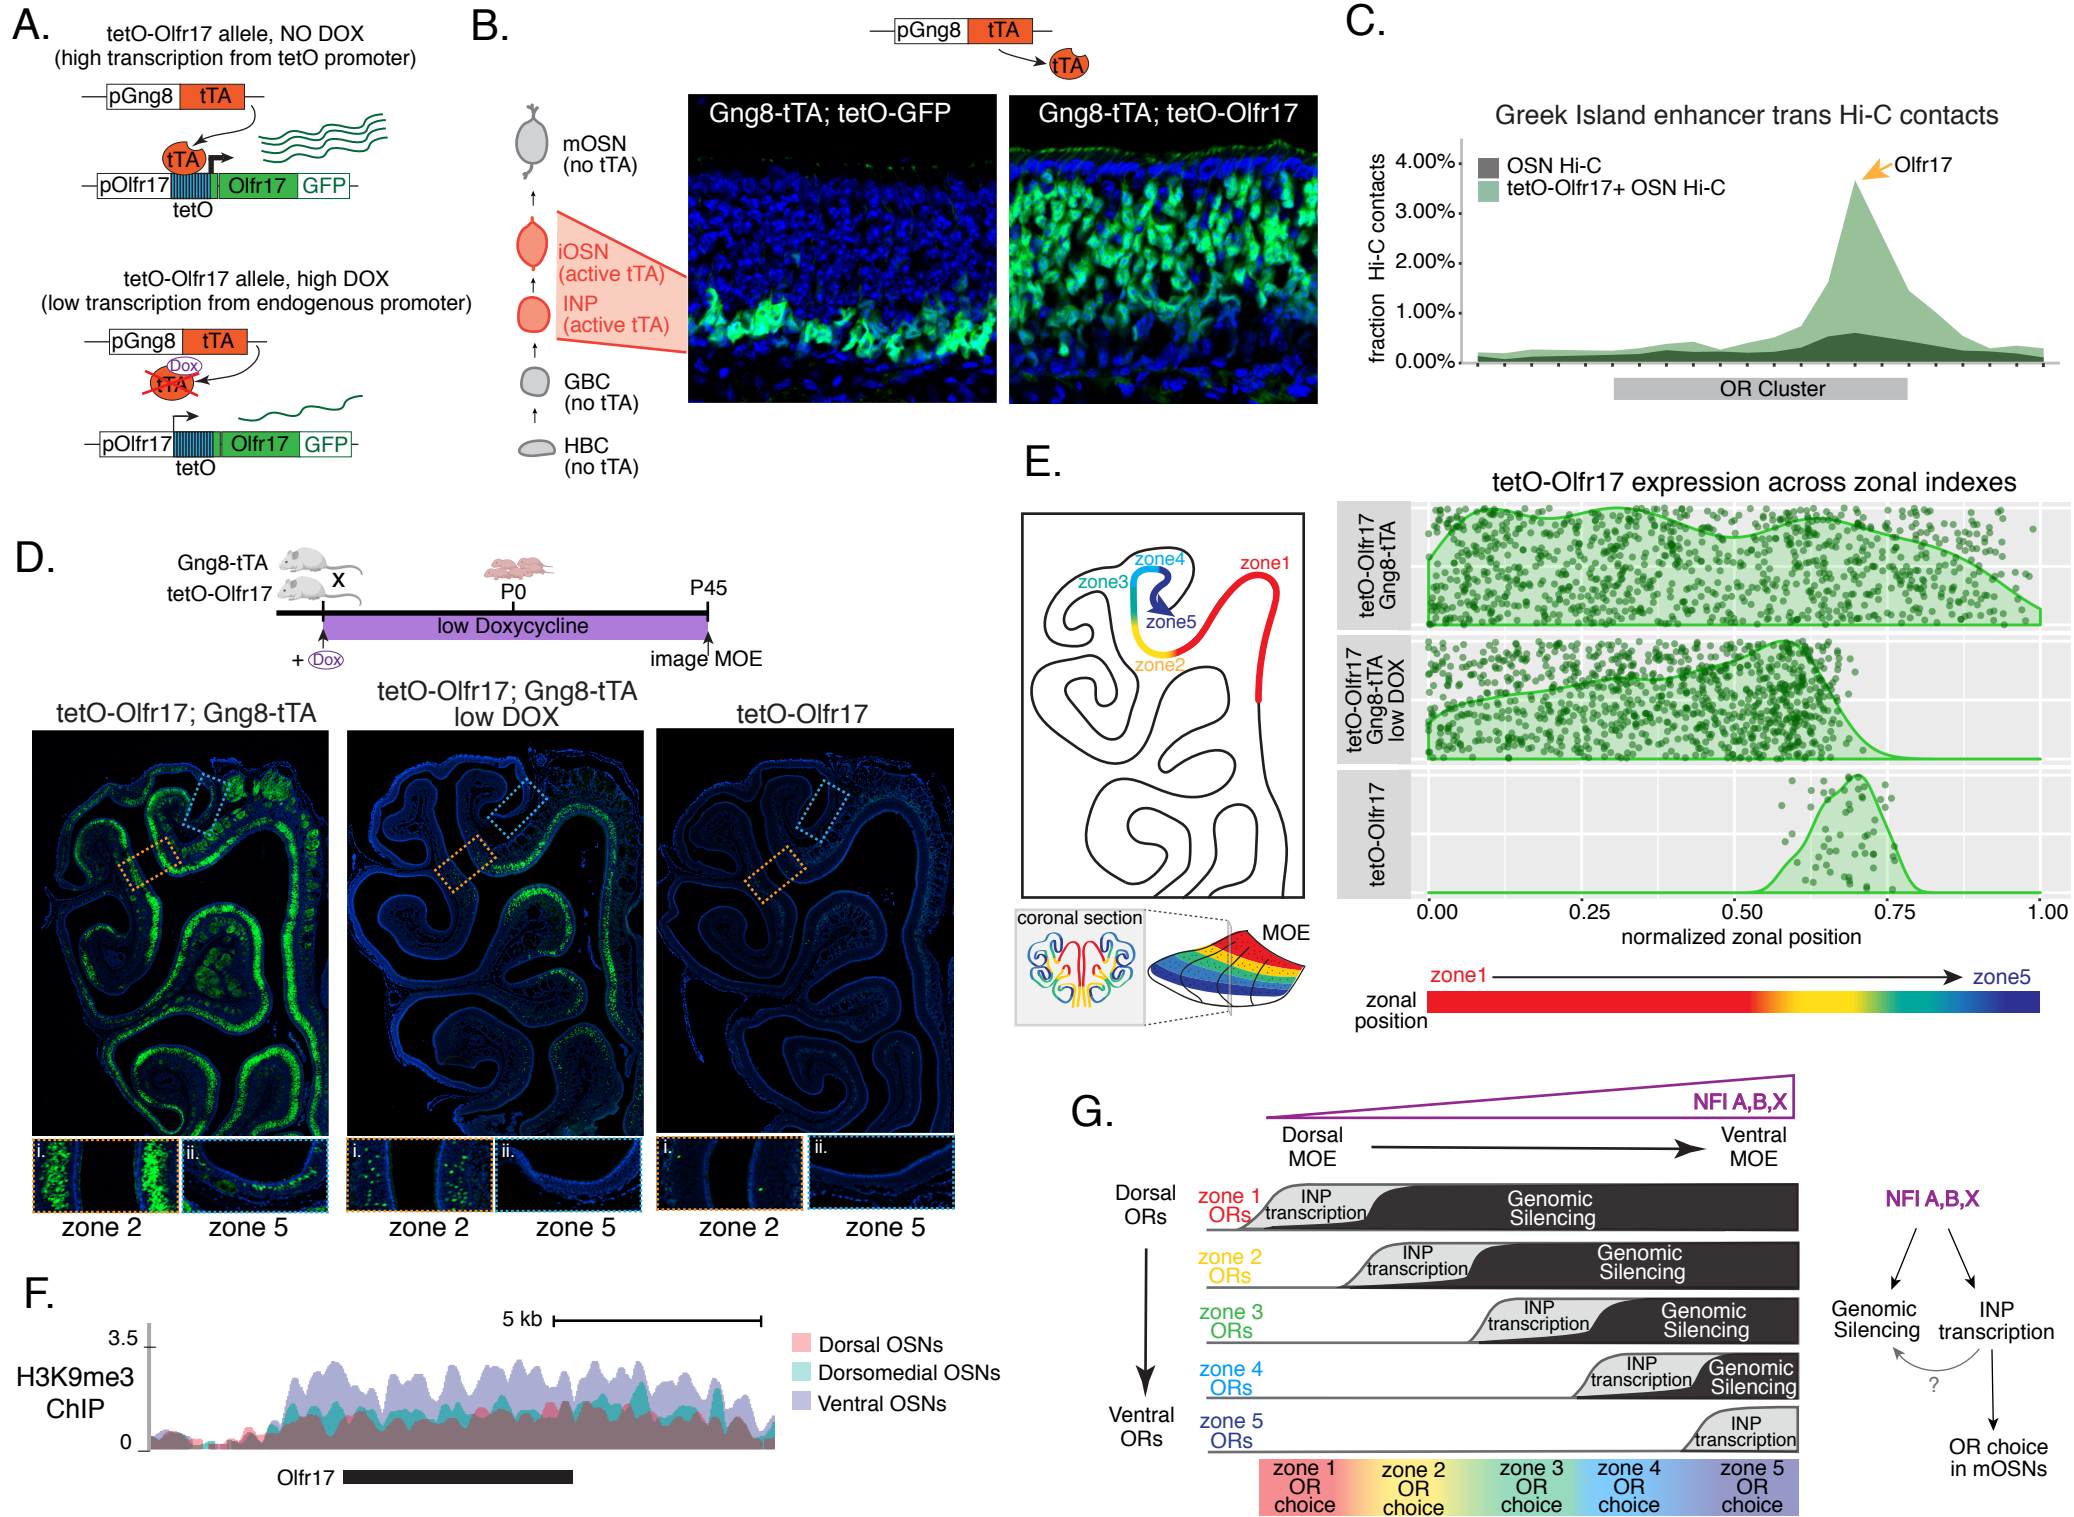 A.
tetO-Olfr17 allele, NO DOX
(high transcription from tetO promoter)
pGng8
tTA
tTA
pOlfr17
Olfr17
GFP
tetO
tetO-Olfr17 allele, high DOX
(low transcription from endogenous promoter)
pGng8
tTA
Dox
tTA
pOlfr17
Olfr17
GFP
tetO
B.
pGng8
tTA
tTA
mOSN
(no tTA)
iOSN
(active tTA)
INP
(active tTA)
GBC
(no tTA)
HBC
(no tTA)
Gng8-tTA; tetO-GFP
Gng8-tTA; tetO-Olfr17
C.
Greek Island enhancer trans Hi-C contacts
fraction Hi-C contacts
4.00%
3.00%
2.00%
1.00%
0.00%
OSN Hi-C
tetO-Olfr17+ OSN Hi-C
Olfr17
OR Cluster
D.
Gng8-tTA
tetO-Olfr17
X
P0
P45
low Doxycycline
+ Dox
image MOE
tetO-Olfr17; Gng8-tTA
tetO-Olfr17; Gng8-tTA
low DOX
tetO-Olfr17
i.
ii.
i.
ii.
i.
ii.
zone 2
zone 5
zone 2
zone 5
zone 2
zone 5
E.
zone4
zone3
zone5
zone2
zone1
coronal section
MOE
tetO-Olfr17 expression across zonal indexes
tetO-Olfr17
Gng8-tTA
tetO-Olfr17
Gng8-tTA
low DOX
tetO-Olfr17
0.00
0.25
0.50
0.75
1.00
normalized zonal position
zone1
zone5
zonal
position
F.
5 kb
3.5
0
H3K9me3
ChIP
Dorsal OSNs
Dorsomedial OSNs
Ventral OSNs
Olfr17
G.
NFI A,B,X
Dorsal
MOE
Ventral
MOE
Dorsal
ORs
Ventral
ORs
zone 1
ORs
INP
transcription
Genomic
Silencing
zone 2
ORs
INP
transcription
Genomic
Silencing
zone 3
ORs
INP
transcription
Genomic
Silencing
zone 4
ORs
INP
transcription
Genomic
Silencing
zone 5
ORs
INP
transcription
zone 1
OR
choice
zone 2
OR
choice
zone 3
OR
choice
zone 4
OR
choice
zone 5
OR
choice
NFI A,B,X
Genomic
Silencing
INP
transcription
?
OR choice
in mOSNs